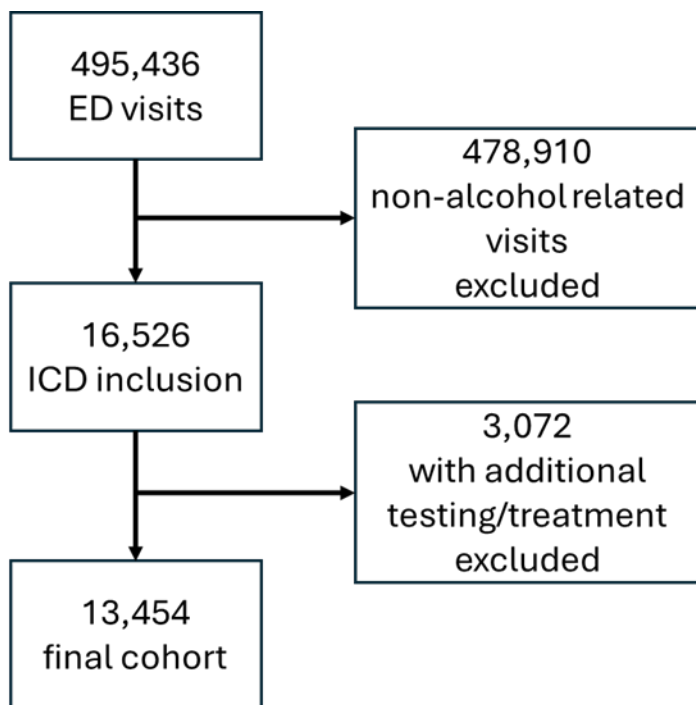 495,436
ED visits
478,910
non-alcohol related
visits
excluded
16,526
ICD inclusion
3,072
with additional
testing/treatment
excluded
13,454
final cohort